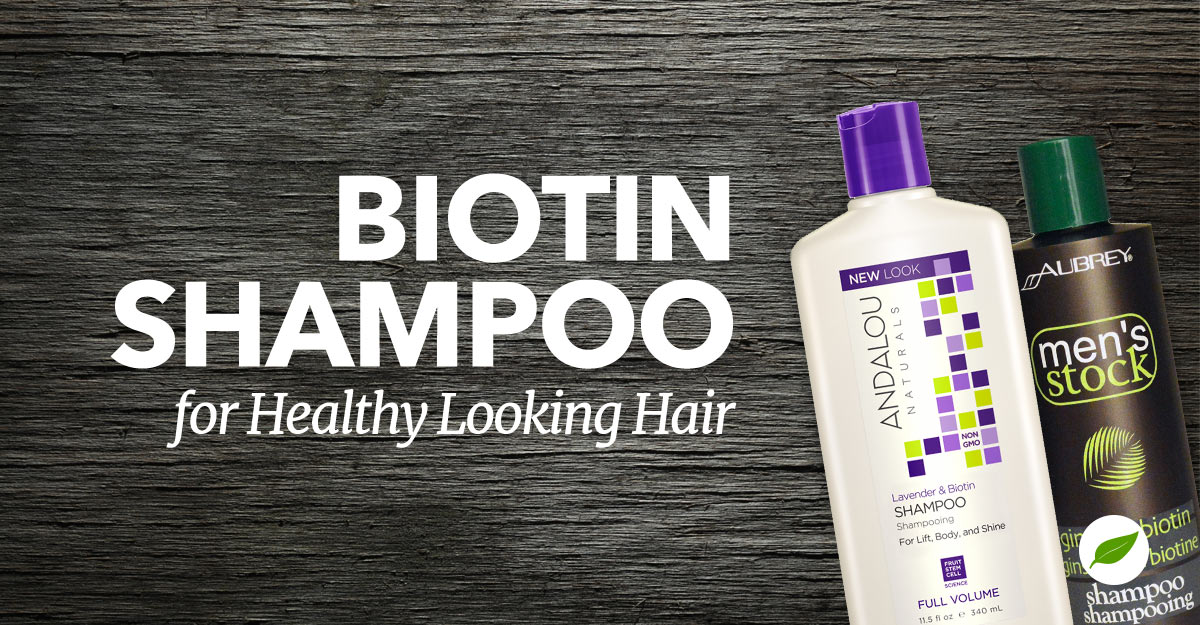 BIOTIN
SHAMPOO
for Healthy Looking Hair
NEW LOOK
ANDALOU
NATURALS
NON
GMO
Lavender & Biotin
SHAMPOO
Shampooing
For Lift, Body, and Shine
FRUIT
STEM
CELL
SCIENCE
FULL VOLUME
11.5 fl oz e 340 mL
AUBREY®
men's
stock
biotin
biotine
shampoo
shampooing